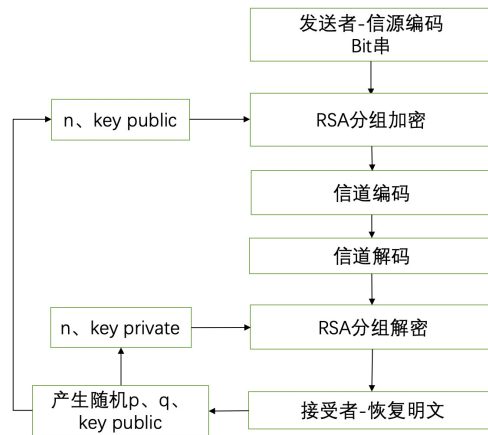 发送者-信源编码
Bit串
n、key public
RSA分组加密
信道编码
信道解码
n、key private
RSA分组解密
产生随机p、q、
key public
接受者-恢复明文